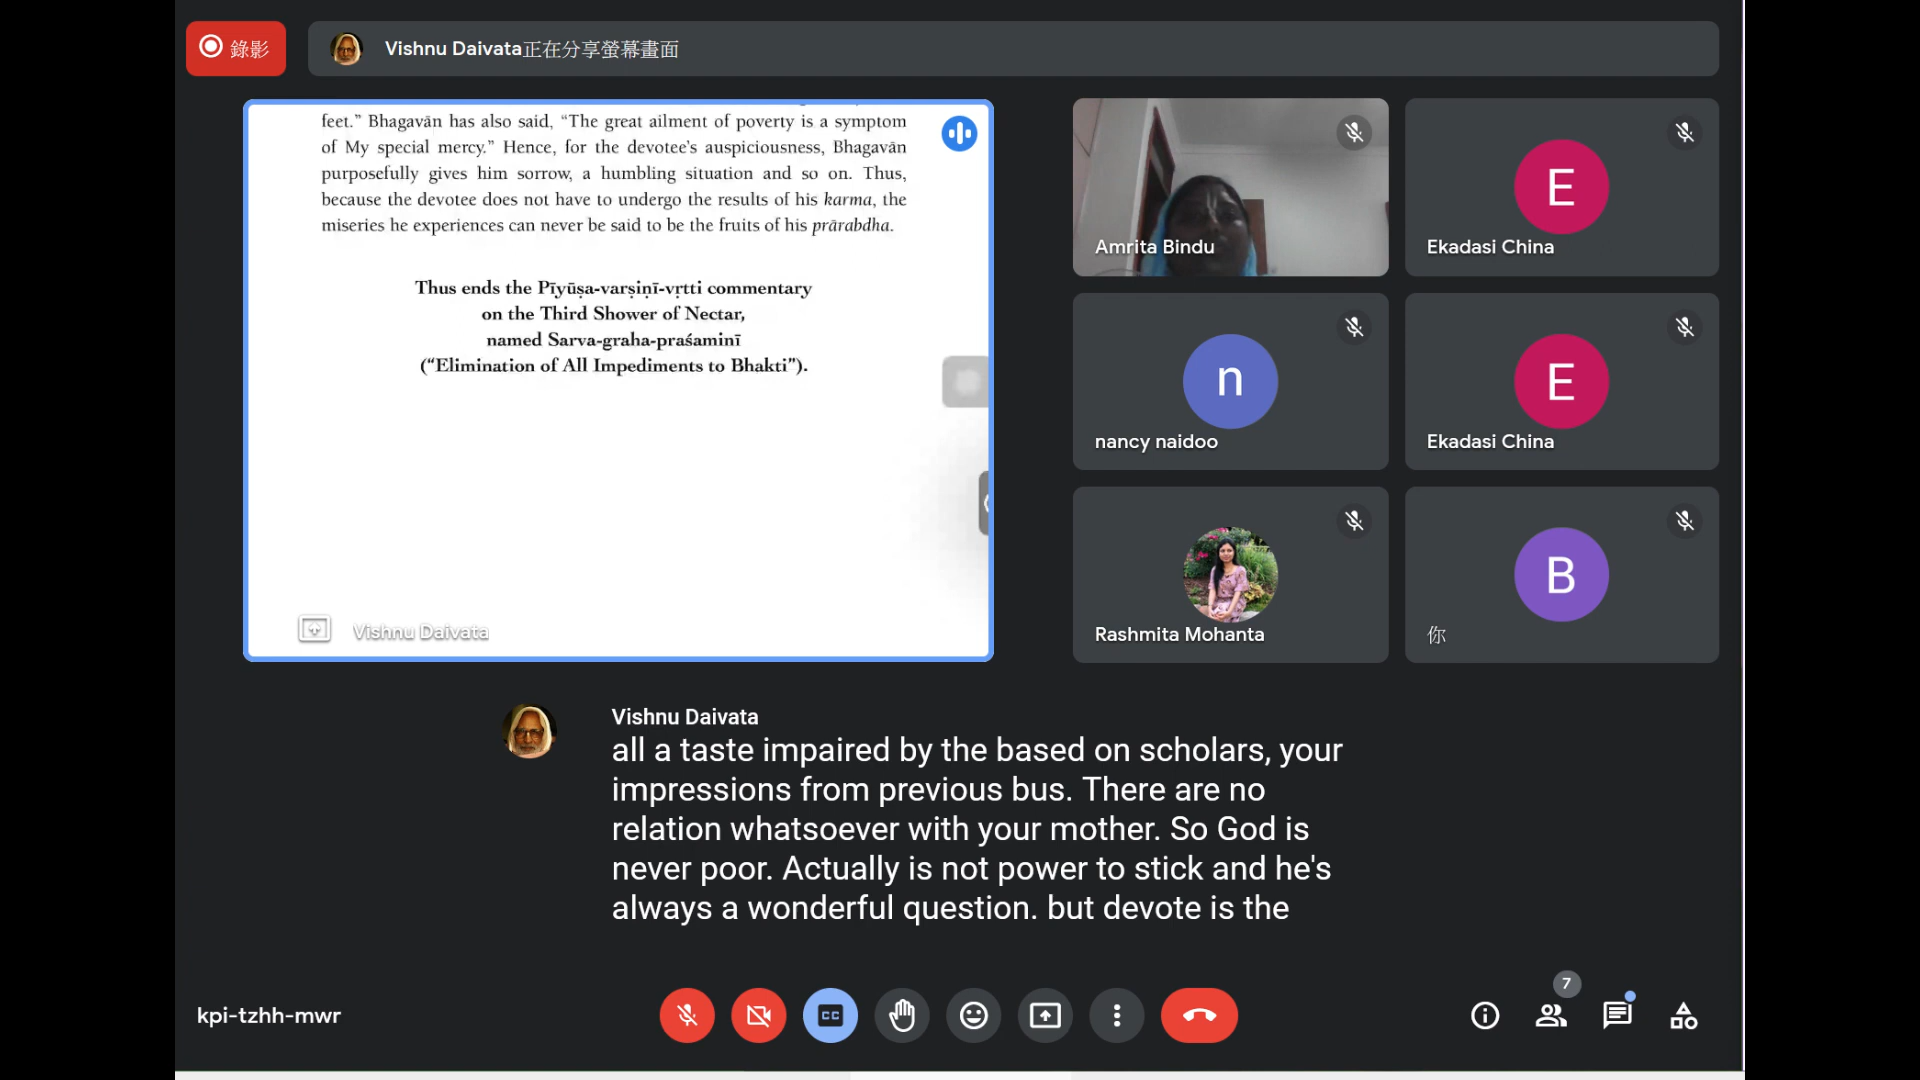 錄影
Vishnu Daivata正在分享螢幕畫面
feet.” Bhagavān has also said, “The great ailment of poverty is a symptom
of My special mercy.” Hence, for the devotee’s auspiciousness, Bhagavān
purposefully gives him sorrow, a humbling situation and so on. Thus,
because the devotee does not have to undergo the results of his karma, the
miseries he experiences can never be said to be the fruits of his prārabdha.
Thus ends the Pīyūṣa-varṣiṇī-vṛtti commentary
on the Third Shower of Nectar,
named Sarva-graha-praśaminī
(“Elimination of All Impediments to Bhakti”).
Vishnu Daivata
Amrita Bindu
E
Ekadasi China
n
nancy naidoo
E
Ekadasi China
Rashmita Mohanta
B
你
Vishnu Daivata
all a taste impaired by the based on scholars, your
impressions from previous bus. There are no
relation whatsoever with your mother. So God is
never poor. Actually is not power to stick and he's
always a wonderful question. but devote is the
kpi-tzhh-mwr
CC
7